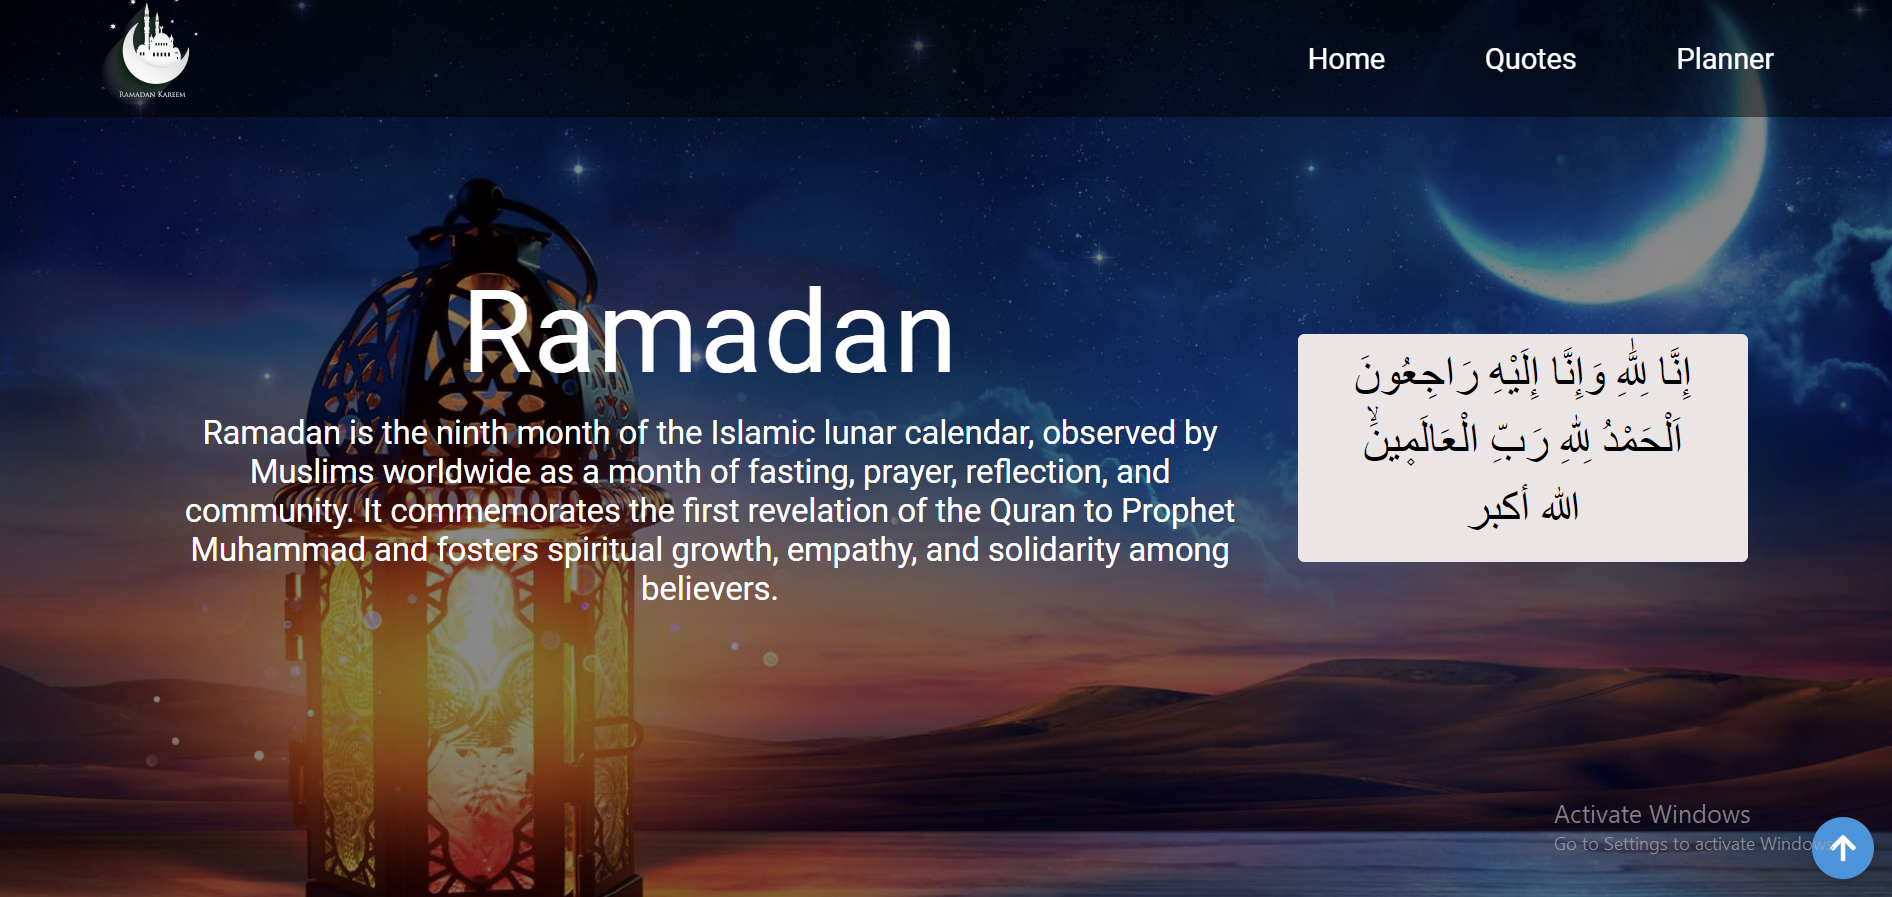 Ramadan Kareem
Home
Quotes
Planner
Ramadan
Ramadan is the ninth month of the Islamic lunar calendar, observed by
Muslims worldwide as a month of fasting, prayer, reflection, and
community. It commemorates the first revelation of the Quran to Prophet
Muhammad and fosters spiritual growth, empathy, and solidarity among
believers.
إِنَّا لِلَّٰهِ وَإِنَّا إِلَيْهِ رَاجِعُونَ
اَلْحَمْدُ لِلهِ رَبِّ الْعَالَمِ۪ينَۙ
الله أكبر
Activate Windows
Go to Settings to activate Windows